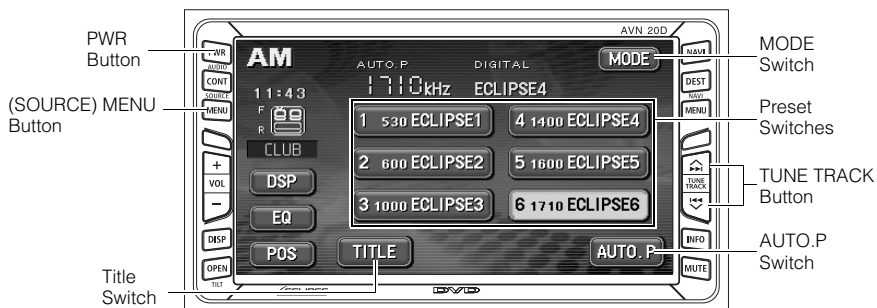 AVN 20D
PWR
Button
(SOURCE) MENU
Button
Title
Switch
PWR
AUDIO
CONT
SOURCE
MENU
+
VOL
−
DISP
OPEN
TILT
AM
AUTO.P
DIGITAL
MODE
1710kHz ECLIPSE4
11:43
F
R
CLUB
DSP
EQ
POS
1 530 ECLIPSE1
4 1400 ECLIPSE4
2 600 ECLIPSE2
5 1600 ECLIPSE5
3 1000 ECLIPSE3
6 1710 ECLIPSE6
TITLE
AUTO.P
ECLIPSE
DVD
NAVI
DEST
NAVI
MENU
TUNE
TRACK
INFO
MUTE
MODE
Switch
Preset
Switches
TUNE TRACK
Button
AUTO.P
Switch